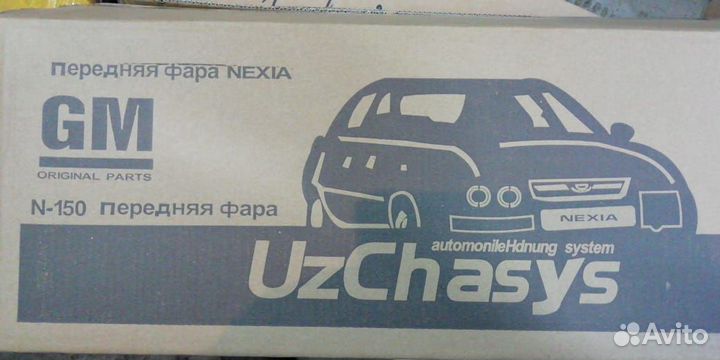 Передняя фара NEXIA
GM
ORIGINAL PARTS
N-150 Передняя фара
NEXIA
automonileHdnung system
UzChasys
Avito